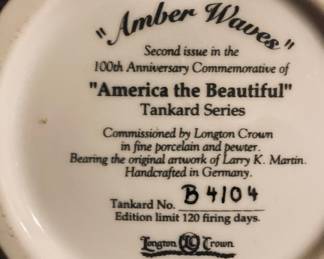 "Amber Waves"
Second issue in the
100th Anniversary Commemorative of
"America the Beautiful"
Tankard Series
Commissioned by Longton Crown
in fine porcelain and pewter.
Bearing the original artwork of Larry K. Martin.
Handcrafted in Germany.
Tankard No. B4104
Edition limit 120 firing days.
Longton LC Crown